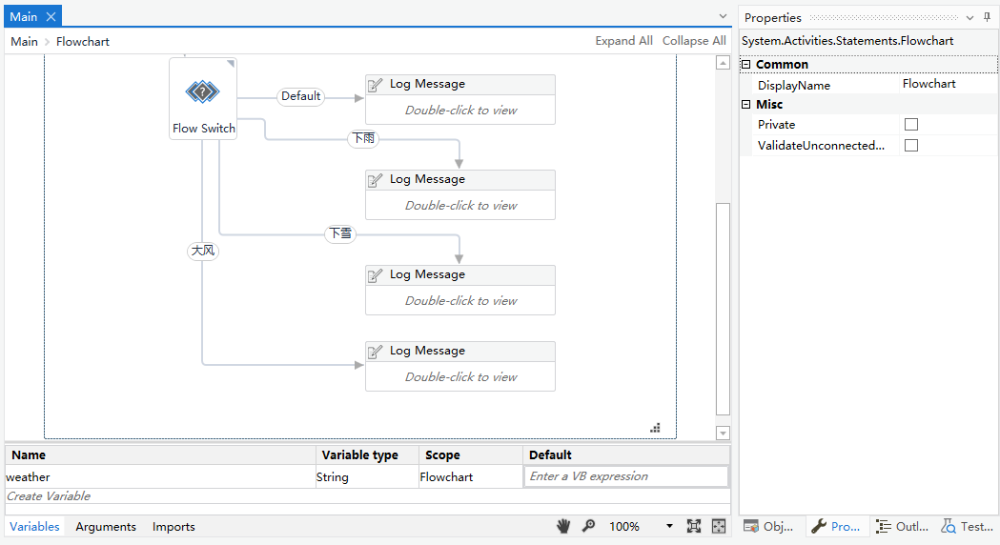 Main
Main > Flowchart
Expand All Collapse All
Flow Switch
Default
Log Message
Double-click to view
下雨
Log Message
Double-click to view
下雪
大风
Log Message
Double-click to view
Log Message
Double-click to view
Name Variable type Scope Default
weather String Flowchart Enter a VB expression
Create Variable
Variables Arguments Imports 100%
Properties
System.Activities.Statements.Flowchart
Common
DisplayName Flowchart
Misc
Private
ValidateUnconnected...
Obj... Pro... Outl... Test...